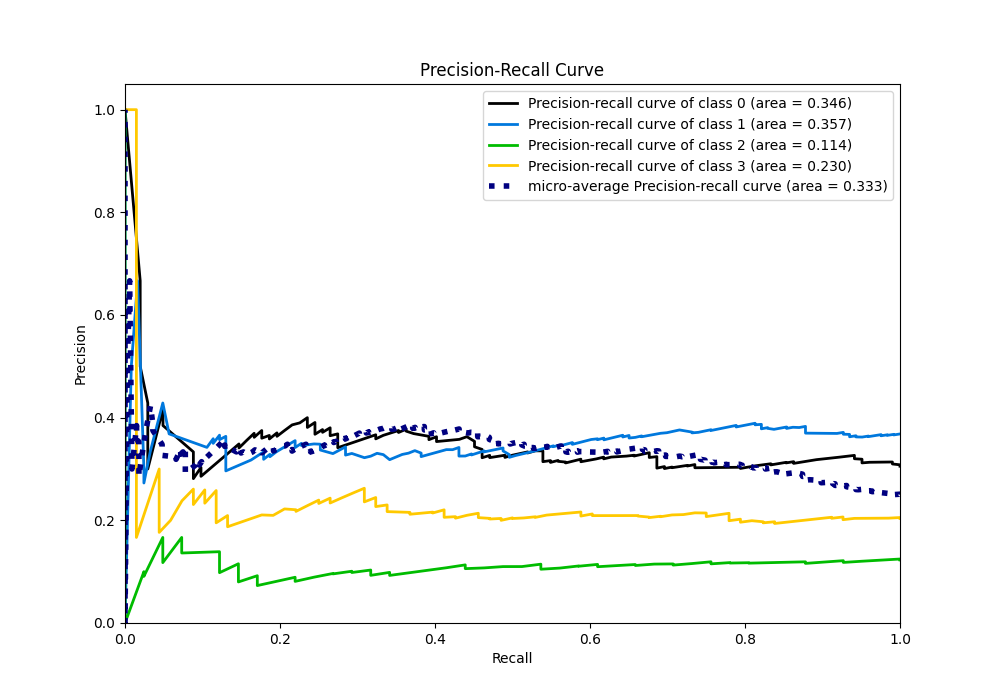 Precision-Recall Curve
Precision-recall curve of class 0 (area = 0.346)
Precision-recall curve of class 1 (area = 0.357)
Precision-recall curve of class 2 (area = 0.114)
Precision-recall curve of class 3 (area = 0.230)
micro-average Precision-recall curve (area = 0.333)
Precision
1.0
0.8
0.6
0.4
0.2
0.0
0.0 0.2 0.4 0.6 0.8 1.0
Recall